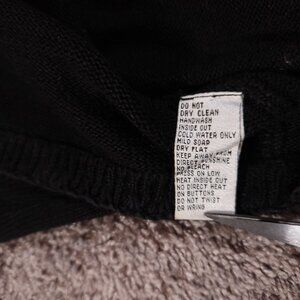 DO NOT
DRY CLEAN
HANDWASH
INSIDE OUT
COLD WATER ONLY
MILD SOAP
DRY FLAT
KEEP AWAY FROM
DIRECT SUNSHINE
NO BLEACH
PRESS ON LOW
HEAT INSIDE OUT
NO DIRECT HEAT
ON BUTTONS
DO NOT TWIST
OR WRING